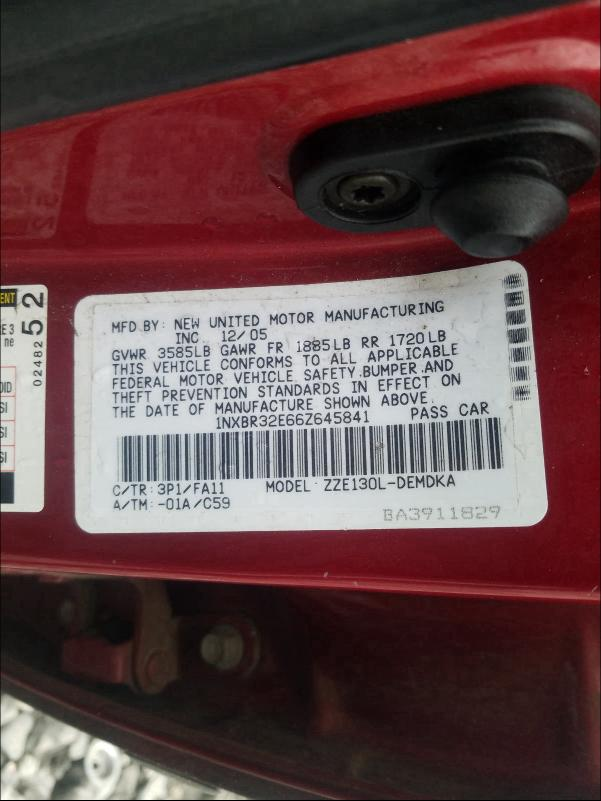 MFD.BY: NEW UNITED MOTOR MANUFACTURING
INC 12/05
GVWR 3585LB GAWR FR 1885LB RR 1720LB
THIS VEHICLE CONFORMS TO ALL APPLICABLE
FEDERAL MOTOR VEHICLE SAFETY,BUMPER,AND
THEFT PREVENTION STANDARDS IN EFFECT ON
THE DATE OF MANUFACTURE SHOWN ABOVE.
1NXBR32E66Z645841 PASS CAR
C/TR: 3P1/FA11 MODEL: ZZE130L-DEMDKA
A/TM: -01A/C59
BA3911829
02482 52